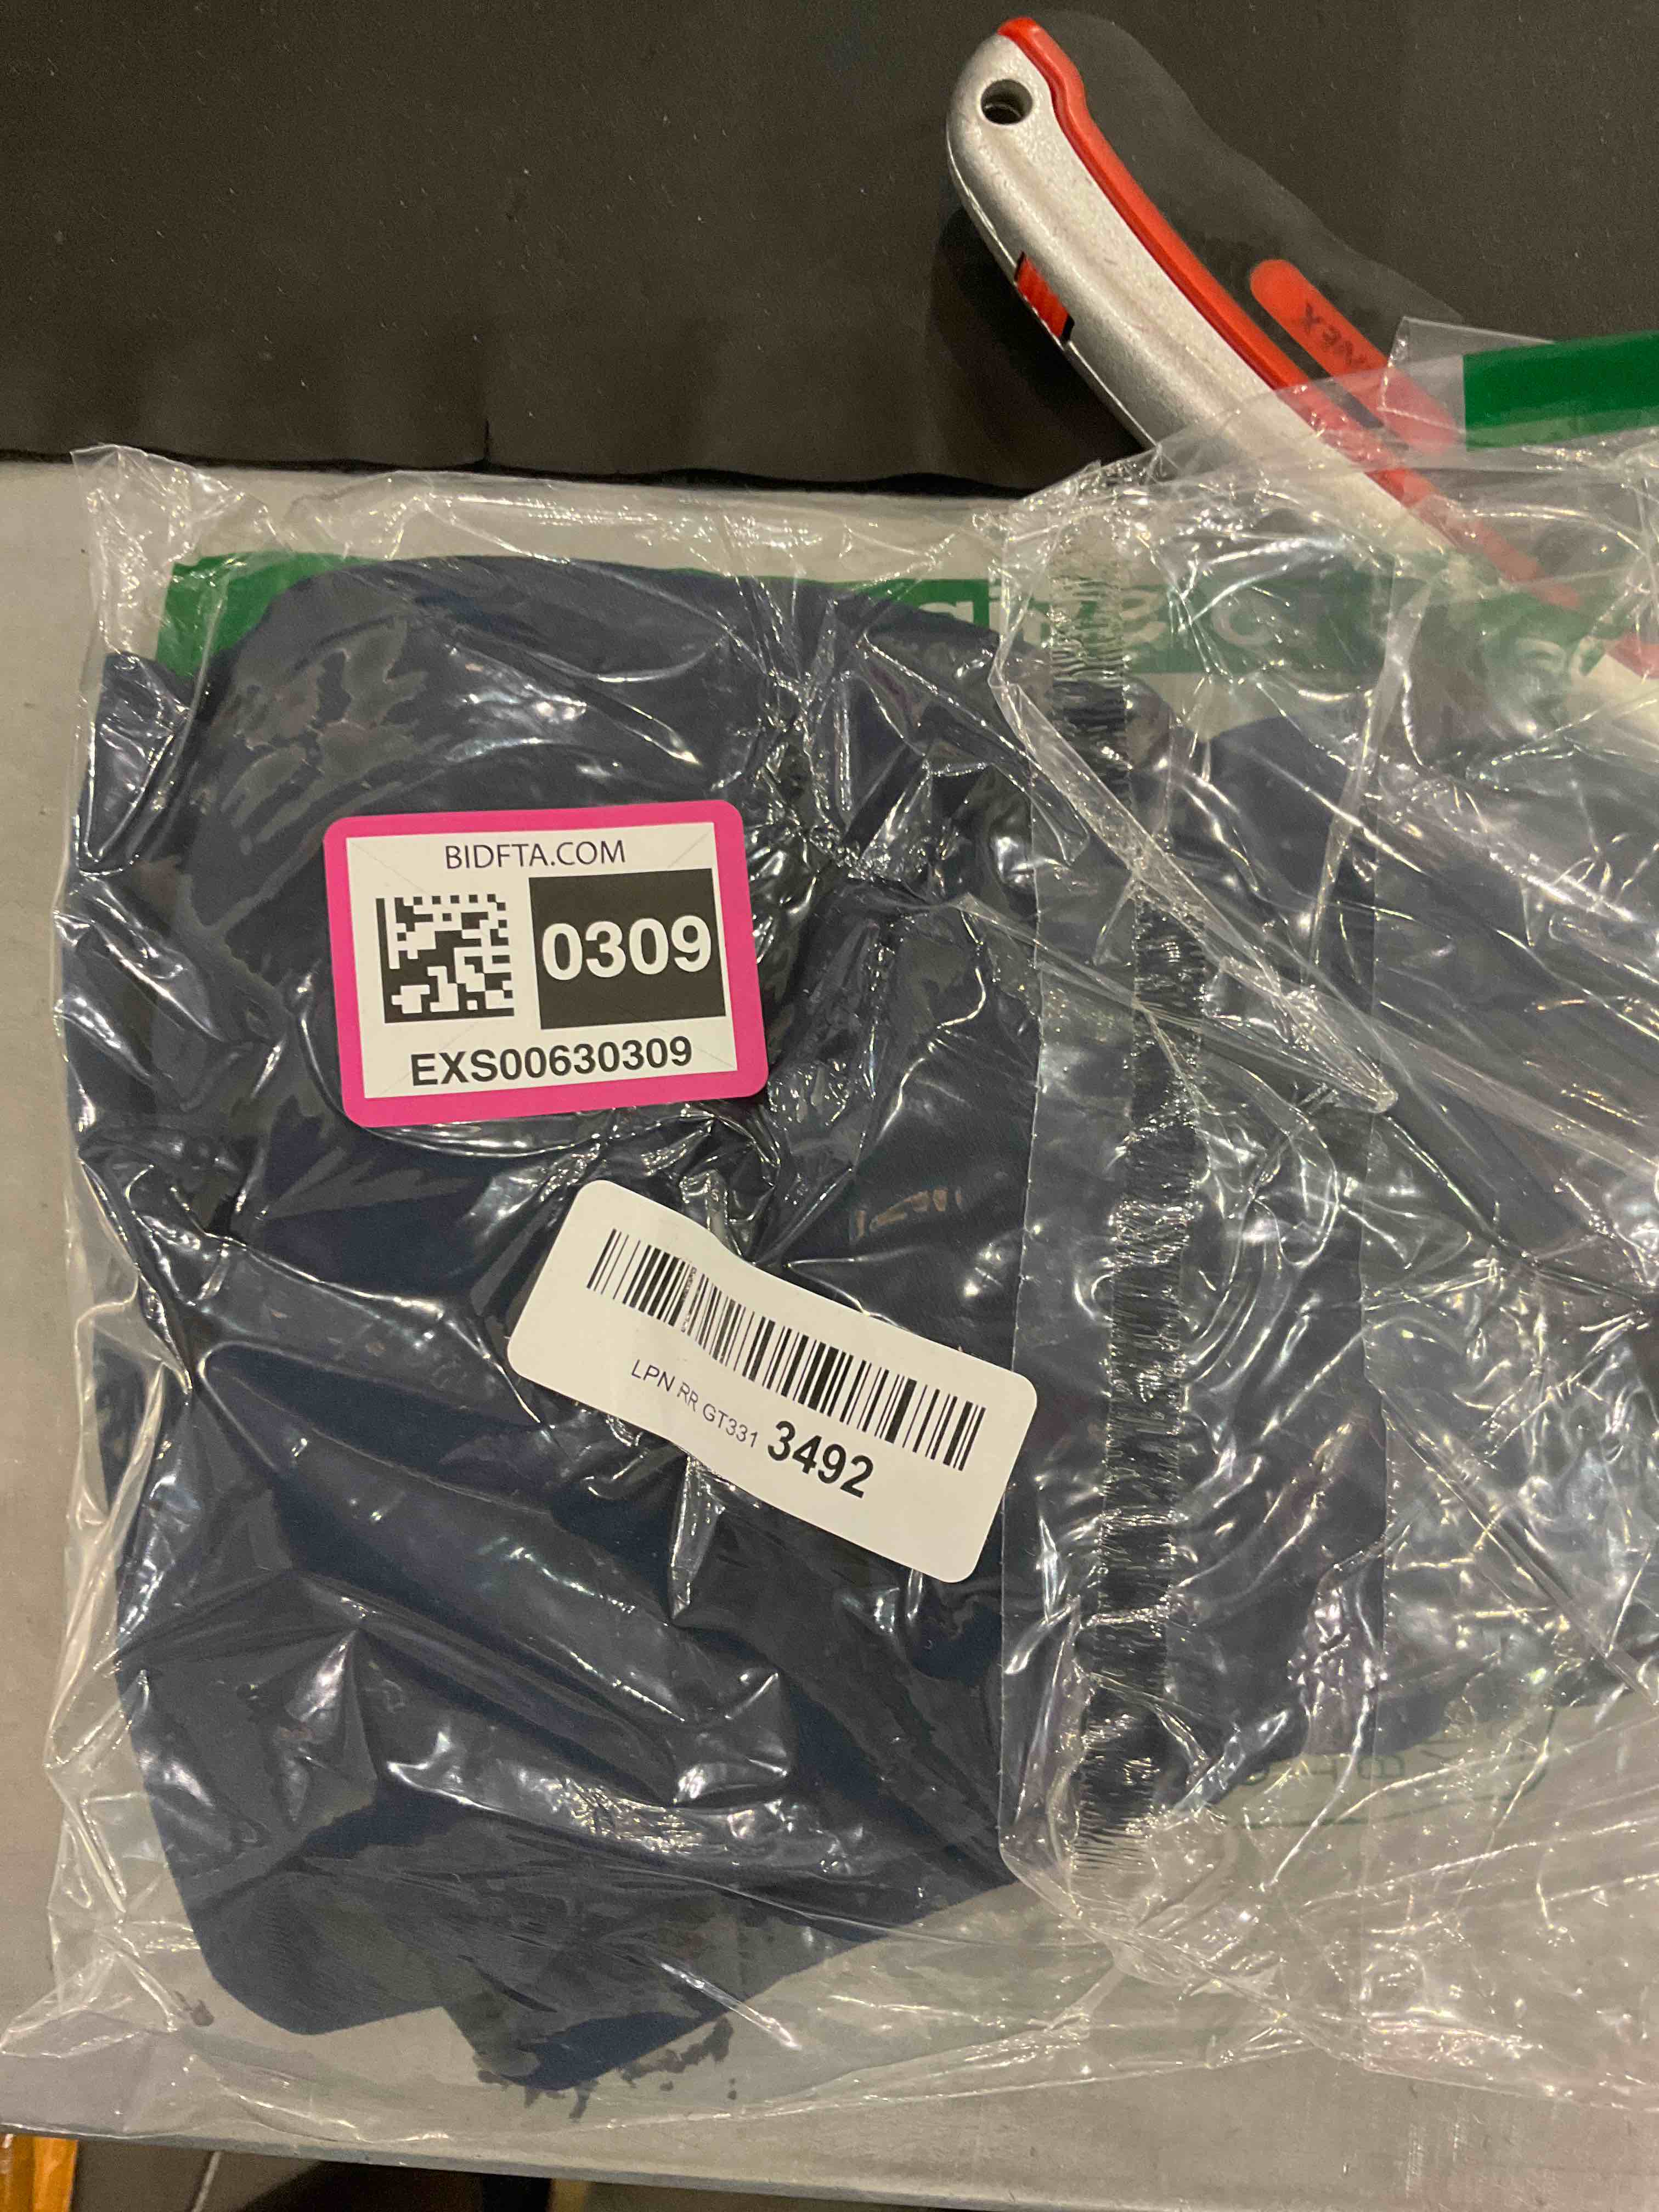 BIDFTA.COM
0309
EXS00630309
LPN RR GT331 3492